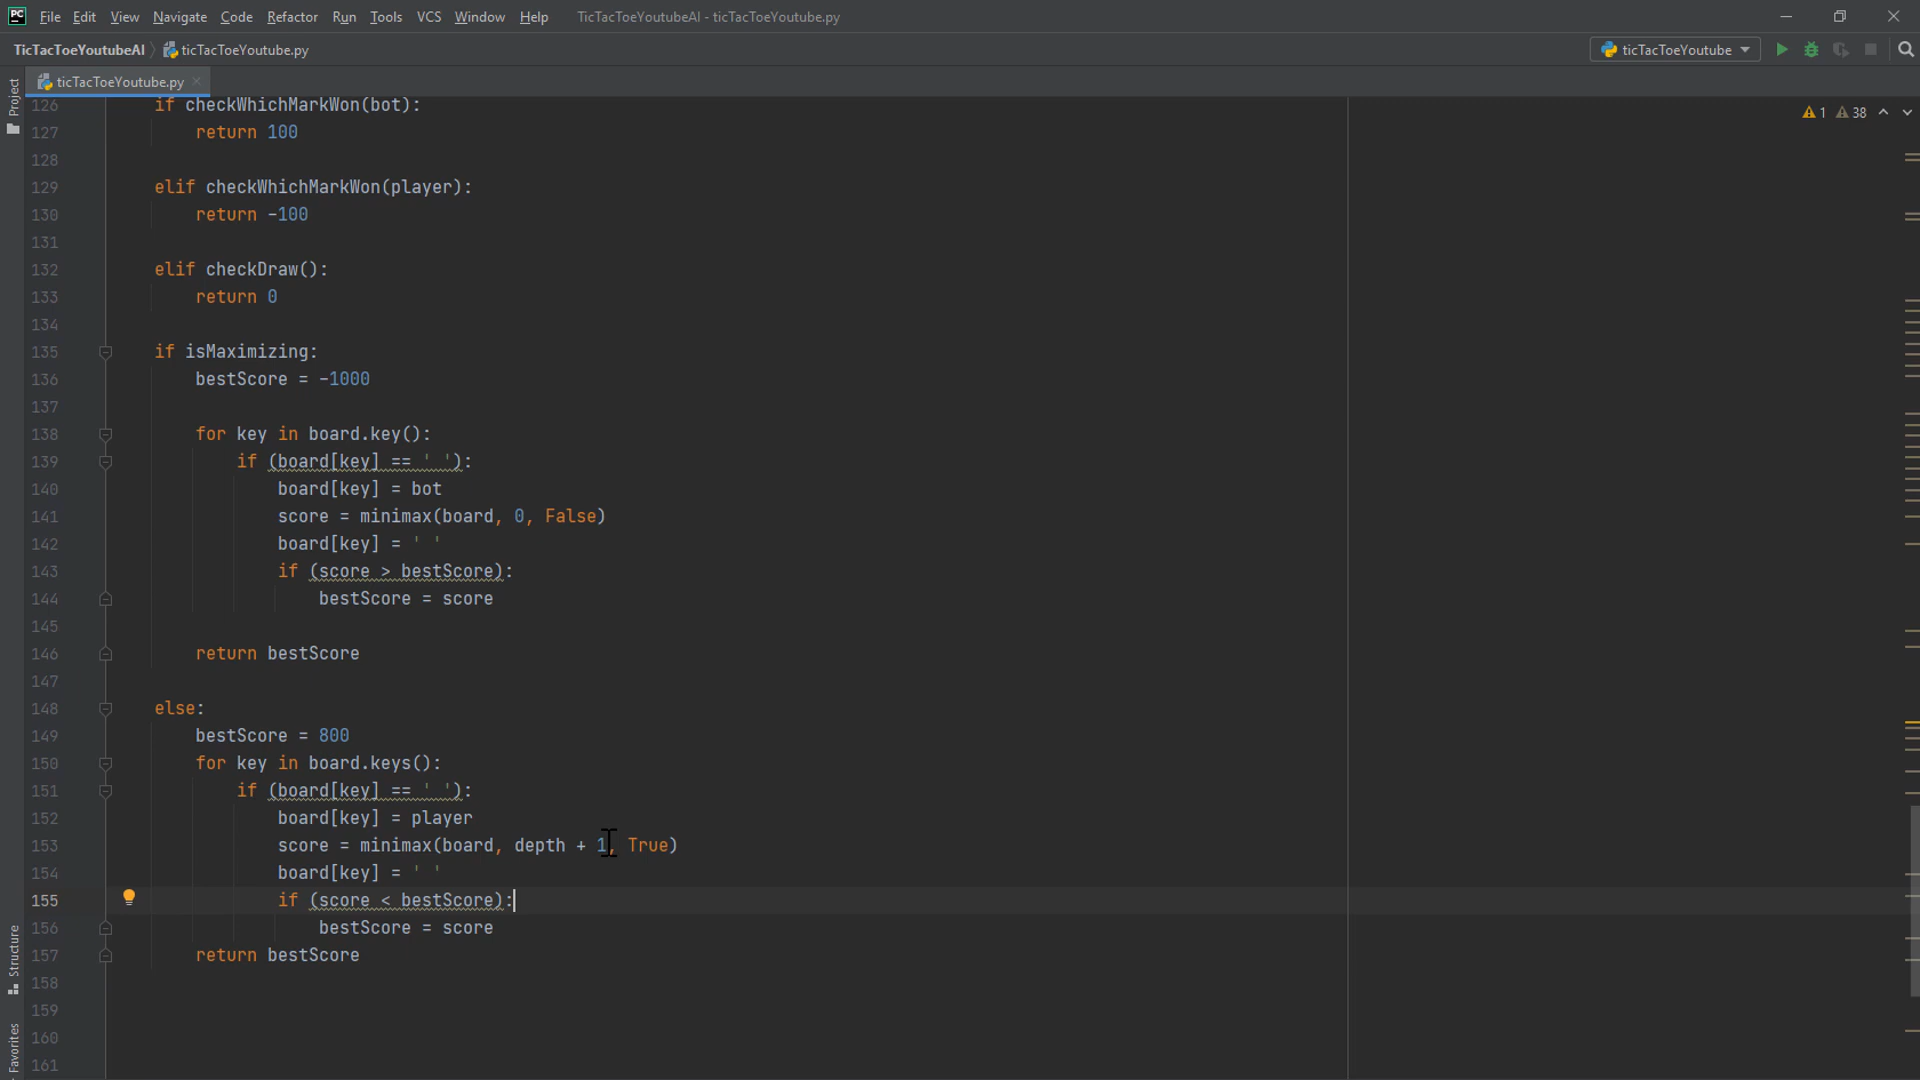 PC File Edit View Navigate Code Refactor Run Tools VCS Window Help TicTacToeYoutubeAI - ticTacToeYoutube.py
TicTacToeYoutubeAI ticTacToeYoutube.py ticTacToeYoutube
ticTacToeYoutube.py
Project
1 38
126 if checkWhichMarkWon(bot):
127 return 100
128
129 elif checkWhichMarkWon(player):
130 return -100
131
132 elif checkDraw():
133 return 0
134
135 if isMaximizing:
136 bestScore = -1000
137
138 for key in board.key():
139 if (board[key] == ' '):
140 board[key] = bot
141 score = minimax(board, 0, False)
142 board[key] = ' '
143 if (score > bestScore):
144 bestScore = score
145
146 return bestScore
147
148 else:
149 bestScore = 800
150 for key in board.keys():
151 if (board[key] == ' '):
152 board[key] = player
153 score = minimax(board, depth + 1, True)
154 board[key] = ' '
155 if (score < bestScore):
156 bestScore = score
157 return bestScore
158
159
160
161
Structure
Favorites